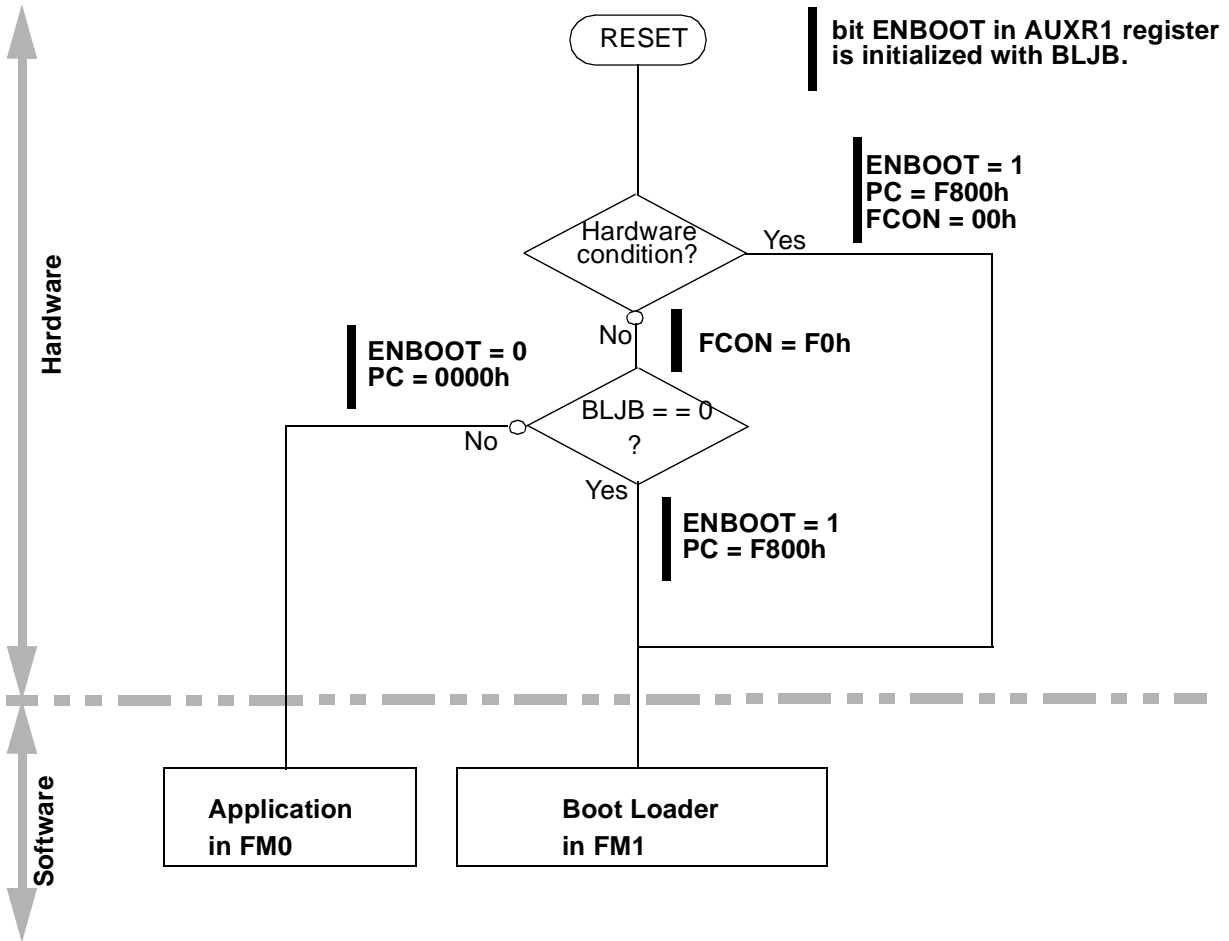 RESET
bit ENBOOT in AUXR1 register
is initialized with BLJB.
ENBOOT = 1
PC = F800h
FCON = 00h
Hardware
condition?
Yes
No
FCON = F0h
Hardware
ENBOOT = 0
PC = 0000h
BLJB = = 0
?
No
Yes
ENBOOT = 1
PC = F800h
Software
Application
in FM0
Boot Loader
in FM1